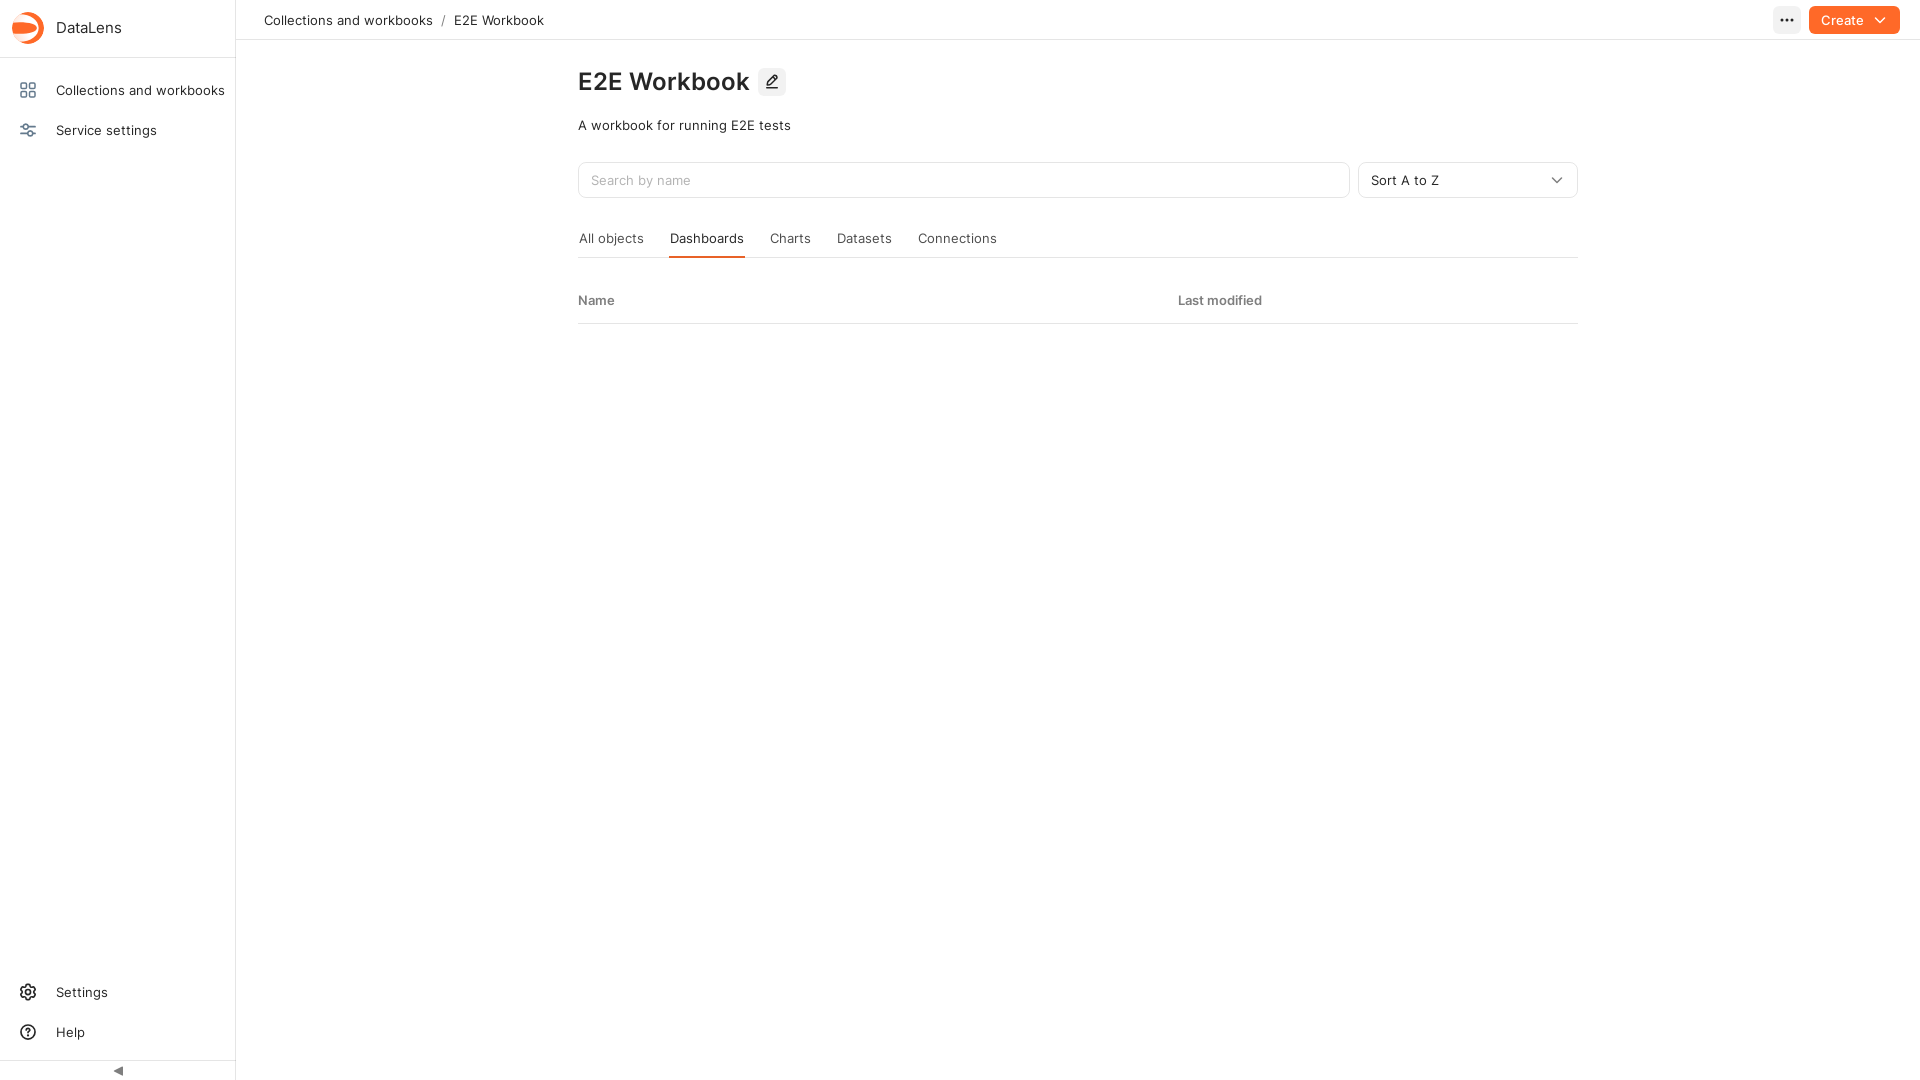 DataLens
Collections and workbooks
Service settings
Settings
Help
Collections and workbooks / E2E Workbook
Create
E2E Workbook
A workbook for running E2E tests
Search by name
Sort A to Z
All objects
Dashboards
Charts
Datasets
Connections
Name
Last modified